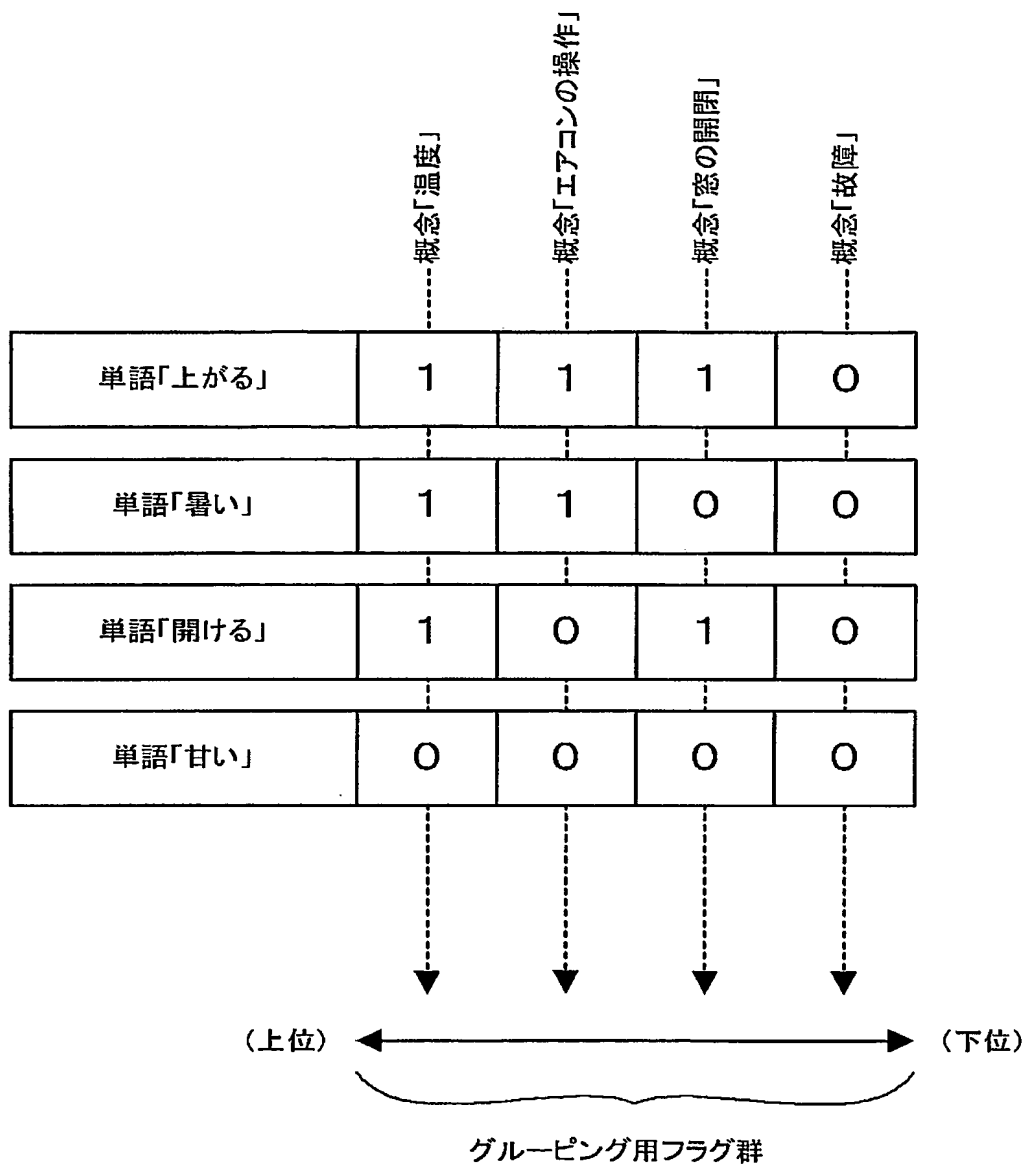 概念「温度」
概念「エアコンの操作」
概念「窓の開閉」
概念「故障」
単語「上がる」 1 1 1 0
単語「暑い」 1 1 0 0
単語「開ける」 1 0 1 0
単語「甘い」 0 0 0 0
（上位） （下位）
グルーピング用フラグ群